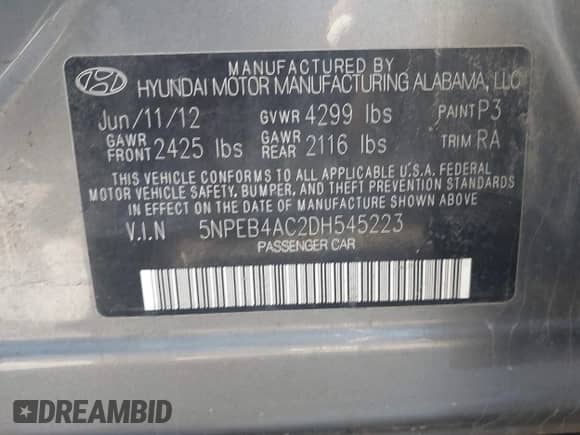 MANUFACTURED BY
HYUNDAI MOTOR MANUFACTURING ALABAMA, LLC
Jun/11/12 GVWR 4299 lbs PAINT P3
GAWR FRONT 2425 lbs GAWR REAR 2116 lbs TRIM RA
THIS VEHICLE CONFORMS TO ALL APPLICABLE U.S.A. FEDERAL
MOTOR VEHICLE SAFETY, BUMPER, AND THEFT PREVENTION
STANDARDS IN EFFECT ON THE DATE OF MANUFACTURE SHOWN ABOVE
V.I.N 5NPEB4AC2DH545223
PASSENGER CAR
DREAMBID